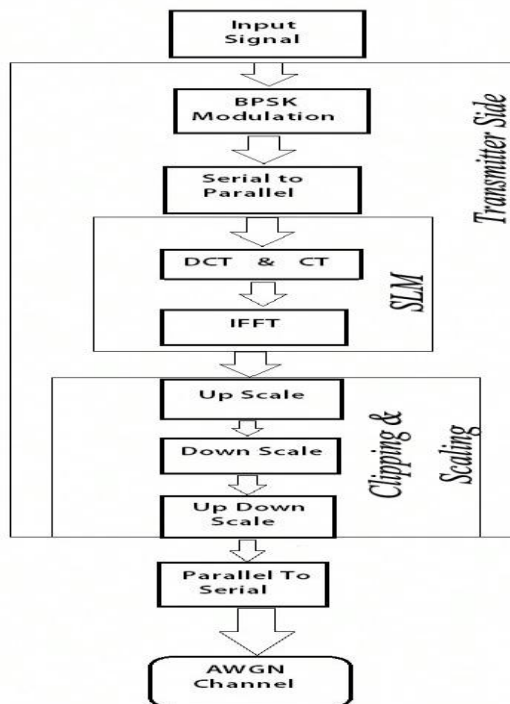 Input
Signal
BPSK
Modulation
Transmitter Side
Serial to
Parallel
DCT & CT
SLM
IFFT
Up Scale
Clipping &
Scaling
Down Scale
Up Down
Scale
Parallel To
Serial
AWGN
Channel